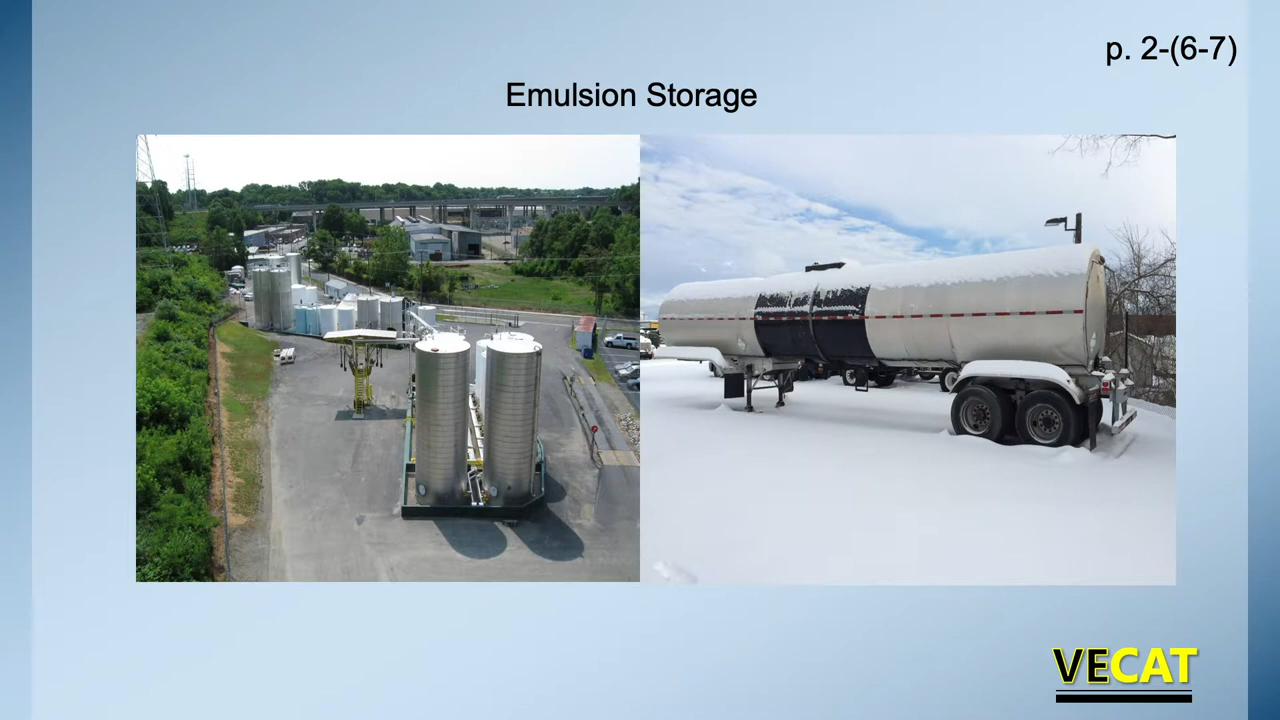 p. 2-(6-7)
Emulsion Storage
VECAT